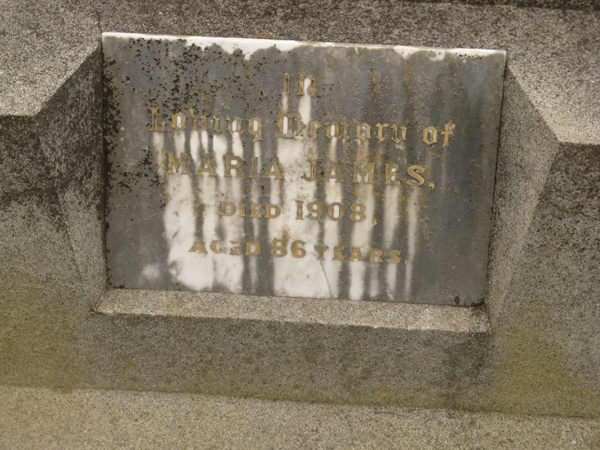 IN
Loving Memory of
MARIA JAMES,
DIED 1908,
AGED 86 YEARS.